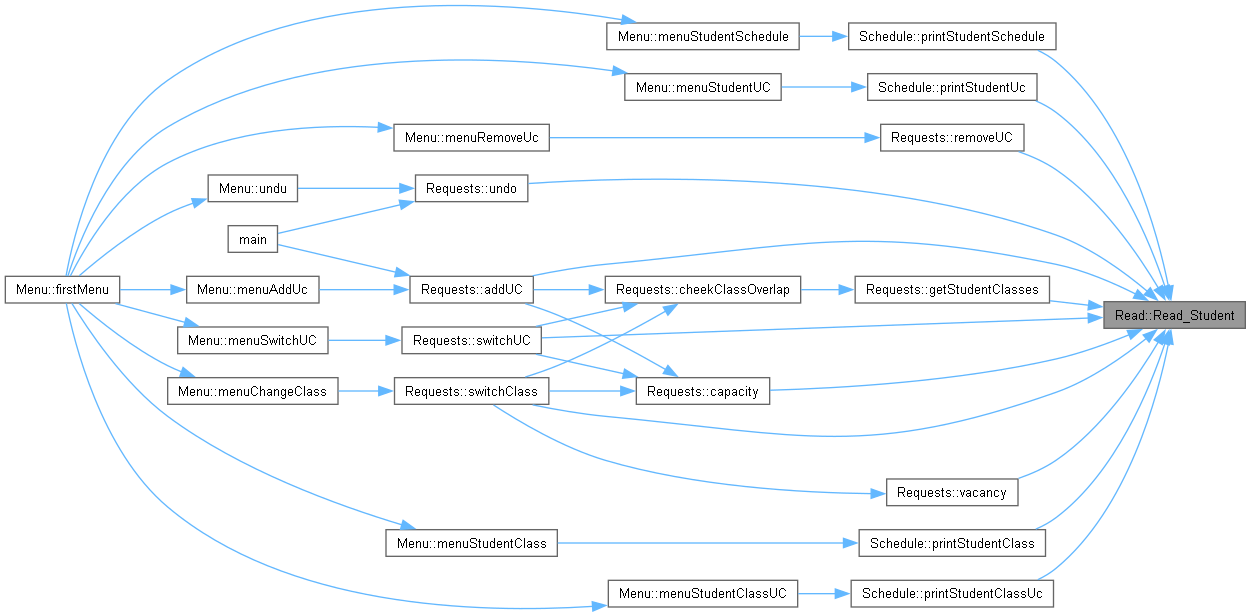 Menu::menuStudentSchedule
Schedule::printStudentSchedule
Menu::menuStudentUC
Schedule::printStudentUc
Menu::menuRemoveUc
Requests::removeUC
Menu::undu
Requests::undo
main
Menu::firstMenu
Menu::menuAddUc
Requests::addUC
Requests::cheekClassOverlap
Requests::getStudentClasses
Read::Read_Student
Menu::menuSwitchUC
Requests::switchUC
Menu::menuChangeClass
Requests::switchClass
Requests::capacity
Requests::vacancy
Menu::menuStudentClass
Schedule::printStudentClass
Menu::menuStudentClassUC
Schedule::printStudentClassUc